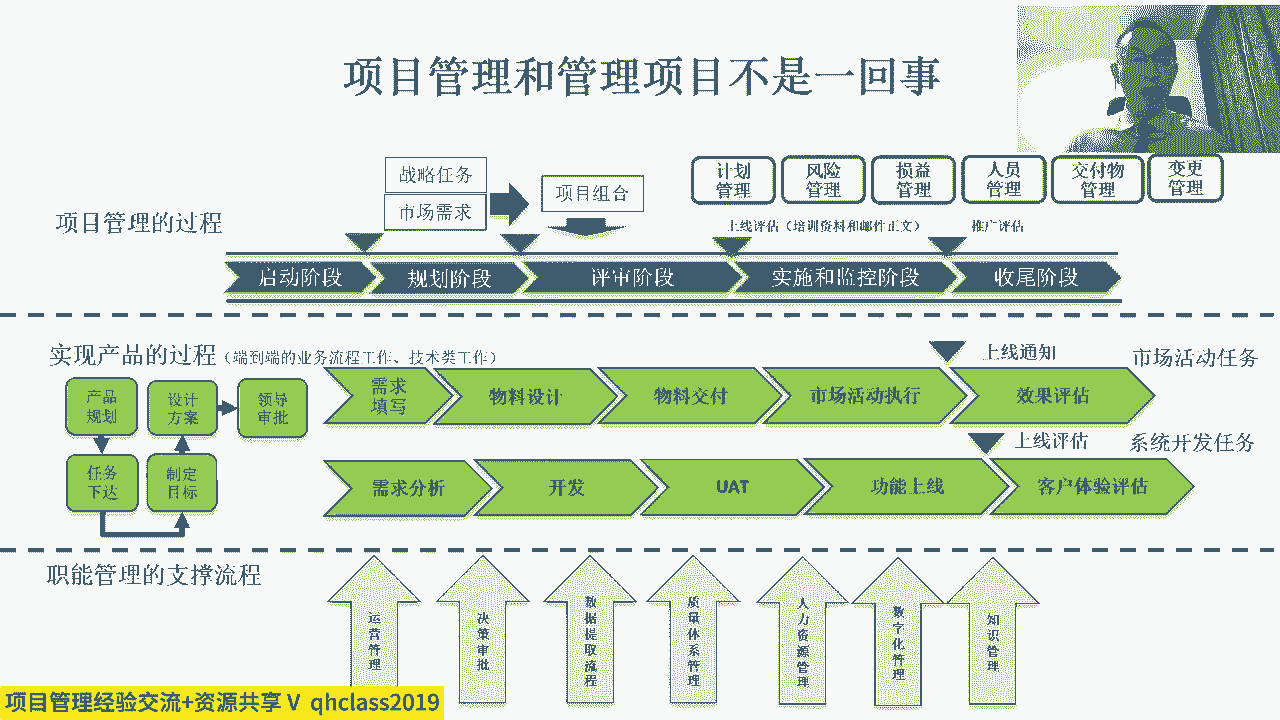 项目管理和管理项目不是一回事
战略任务
市场需求
项目组合
计划
管理
风险
管理
损益
管理
人员
管理
交付物
管理
变更
管理
项目管理的过程
上线评估（培训资料和邮件正文）
推广评估
启动阶段
规划阶段
评审阶段
实施和监控阶段
收尾阶段
实现产品的过程（端到端的业务流程工作、技术类工作）
上线通知
市场活动任务
产品
规划
设计
方案
领导
审批
任务
下达
制定
目标
需求
填写
物料设计
物料交付
市场活动执行
效果评估
上线评估
系统开发任务
需求分析
开发
UAT
功能上线
客户体验评估
职能管理的支撑流程
运营管理
决策审批
数据提取流程
质量体系管理
人力资源管理
数字化管理
知识管理
项目管理经验交流+资源共享 V qhclass2019